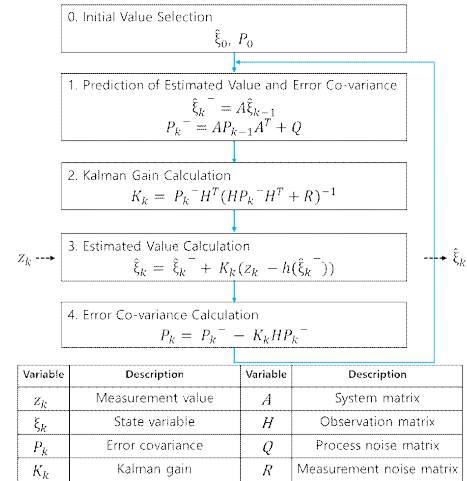 0. Initial Value Selection
ξ̂₀, P₀
1. Prediction of Estimated Value and Error Co-variance
ξ̂ₖ⁻ = Aξ̂ₖ₋₁
Pₖ⁻ = APₖ₋₁Aᵀ + Q
2. Kalman Gain Calculation
Kₖ = Pₖ⁻Hᵀ(HPₖ⁻Hᵀ + R)⁻¹
3. Estimated Value Calculation
zₖ
ξ̂ₖ = ξ̂ₖ⁻ + Kₖ(zₖ − h(ξ̂ₖ⁻))
ξ̂ₖ
4. Error Co-variance Calculation
Pₖ = Pₖ⁻ − KₖHPₖ⁻
Variable Description Variable Description
zₖ Measurement value A System matrix
ξₖ State variable H Observation matrix
Pₖ Error covariance Q Process noise matrix
Kₖ Kalman gain R Measurement noise matrix